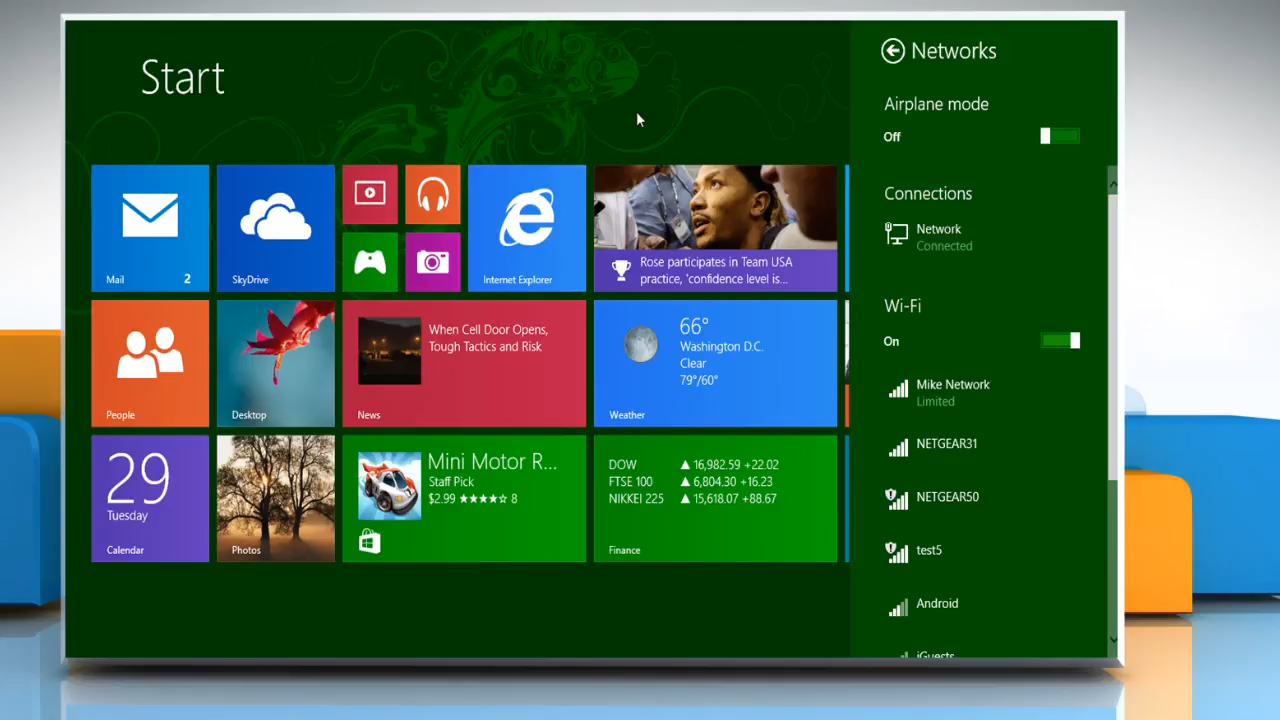 Start
Mail
2
SkyDrive
Internet Explorer
Rose participates in Team USA
practice, 'confidence level is...
People
Desktop
When Cell Door Opens,
Tough Tactics and Risk
News
66°
Washington D.C.
Clear
79°/60°
Weather
29
Tuesday
Calendar
Photos
Mini Motor R...
Staff Pick
$2.99 ★★★★☆ 8
DOW ▲ 16,982.59 +22.02
FTSE 100 ▲ 6,804.30 +16.23
NIKKEI 225 ▲ 15,618.07 +88.67
Finance
Networks
Airplane mode
Off
Connections
Network
Connected
Wi-Fi
On
Mike Network
Limited
NETGEAR31
NETGEAR50
test5
Android
iGuests